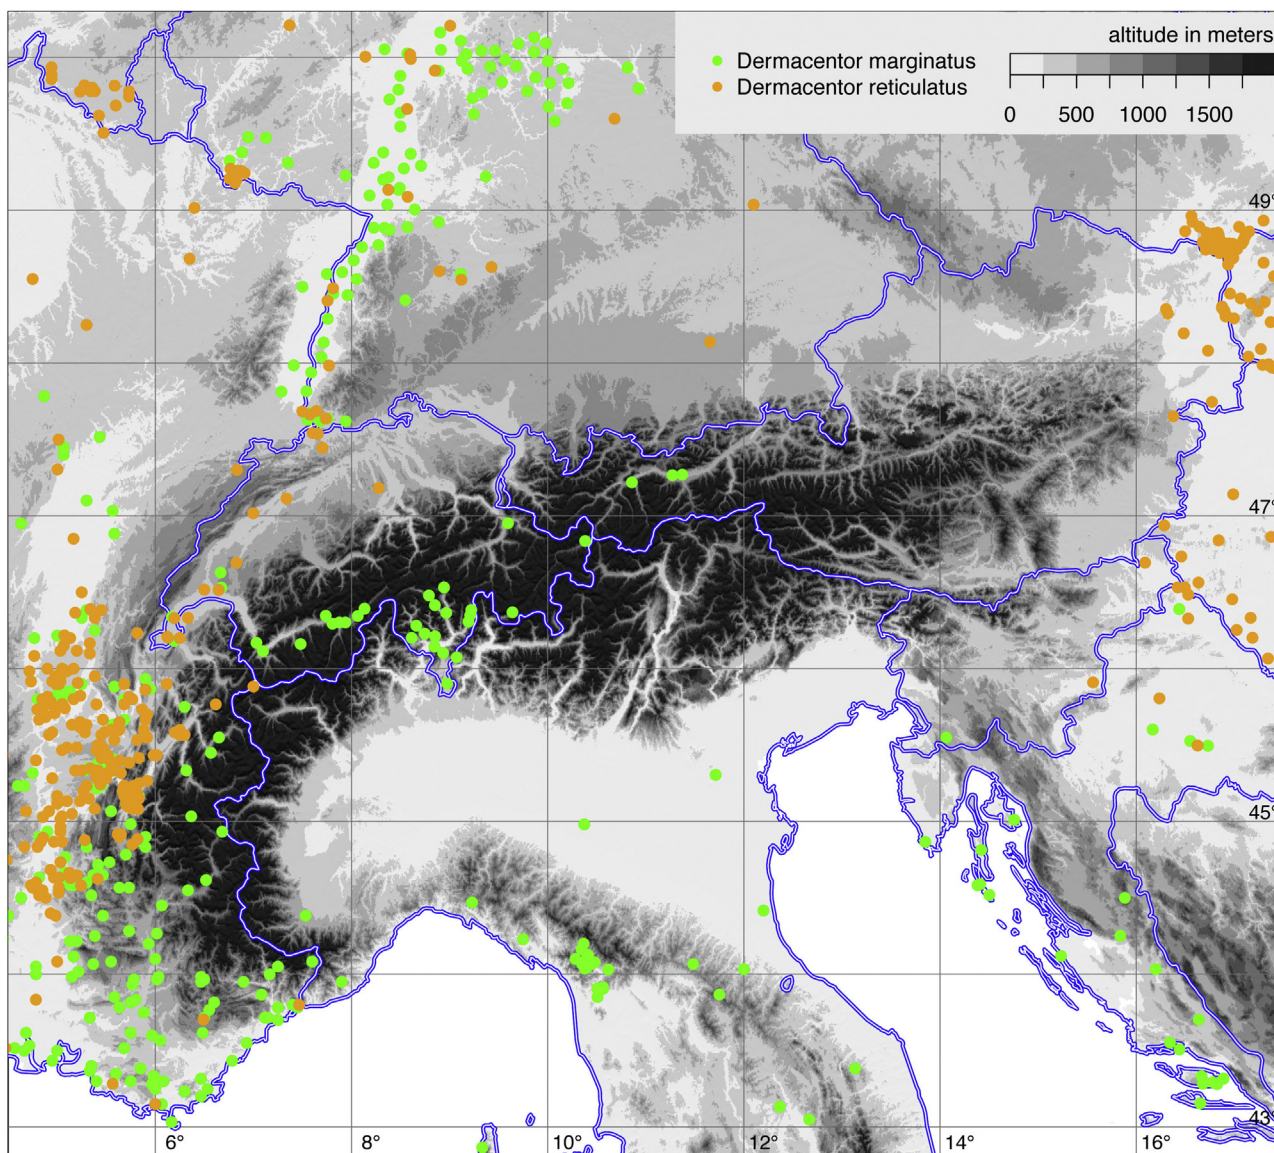 altitude in meters
Dermacentor marginatus
Dermacentor reticulatus
0 500 1000 1500
49°
47°
45°
43°
6° 8° 10° 12° 14° 16°